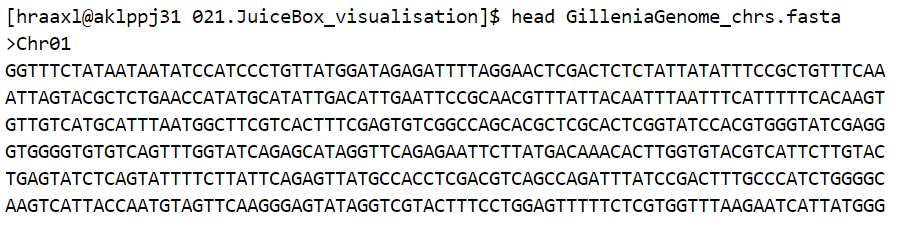 [hraaxl@aklppj31 021.JuiceBox_visualisation]$ head GilleniaGenome_chrs.fasta
>Chr01
GGTTTCTATAATAATATCCATCCCTGTTATGGATAGAGATTTTAGGAACTCGACTCTCTATTATATTTCCGCTGTTTCAA
ATTAGTACGCTCTGAACCATATGCATATTGACATTGAATTCCGCAACGTTTATTACAATTTAATTTCATTTTTCACAAGT
GTTGTCATGCATTTAATGGCTTCGTCACTTTCGAGTGTCGGCCAGCACGCTCGCACTCGGTATCCACGTGGGTATCGAGG
GTGGGGTGTGTCAGTTTGGTATCAGAGCATAGGTTCAGAGAATTCTTATGACAAACACTTGGTGTACGTCATTCTTGTAC
TGAGTATCTCAGTATTTTCTTATTCAGAGTTATGCCACCTCGACGTCAGCCAGATTTATCCGACTTTGCCCATCTGGGGC
AAGTCATTACCAATGTAGTTCAAGGGAGTATAGGTCGTACTTTCCTGGAGTTTTTCTCGTGGTTTAAGAATCATTATGGG